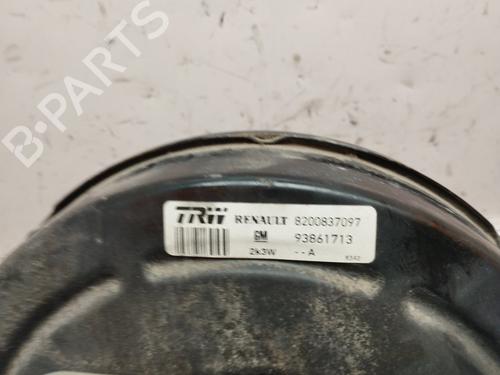 B-PARTS
TRW RENAULT 8200837097
GM 93861713
2k3W --A